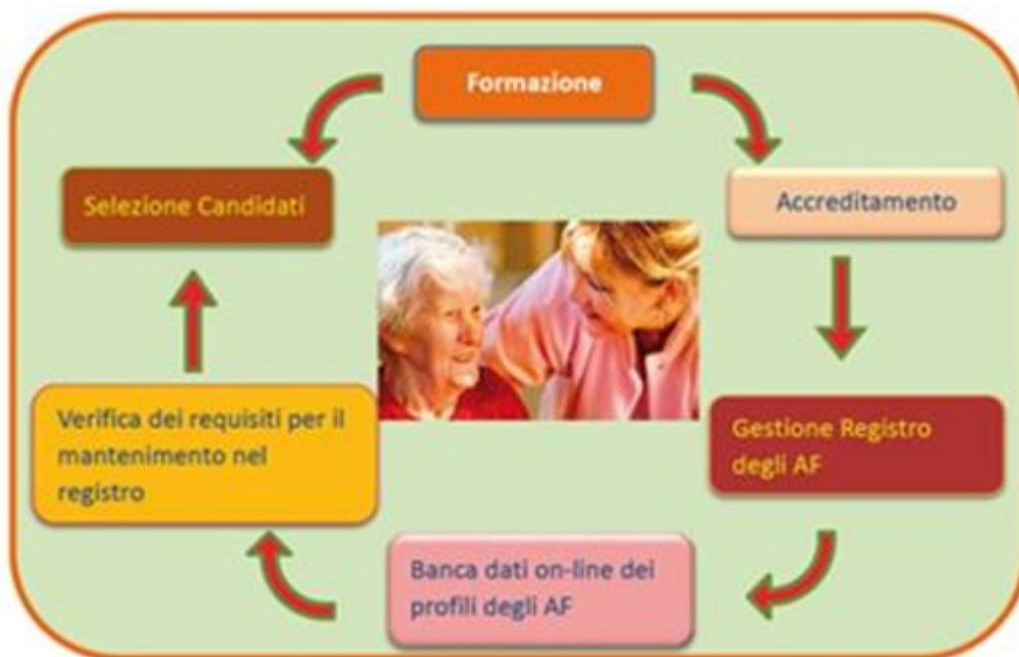 Formazione
Selezione Candidati
Accreditamento
Verifica dei requisiti per il
mantenimento nel
registro
Gestione Registro
degli AF
Banca dati on-line dei
profili degli AF